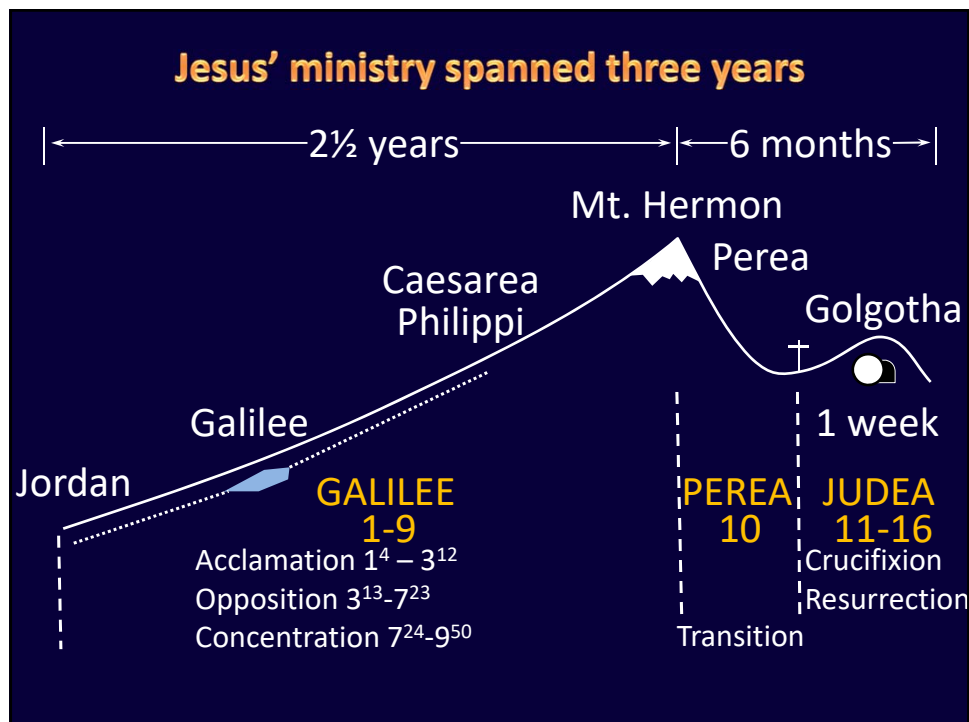 Jesus’ ministry spanned three years
2½ years
6 months
Mt. Hermon
Perea
Caesarea
Philippi
Golgotha
Galilee
1 week
Jordan
GALILEE
1-9
PEREA
10
JUDEA
11-16
Acclamation 1⁴ – 3¹²
Opposition 3¹³-7²³
Concentration 7²⁴-9⁵⁰
Transition
Crucifixion
Resurrection